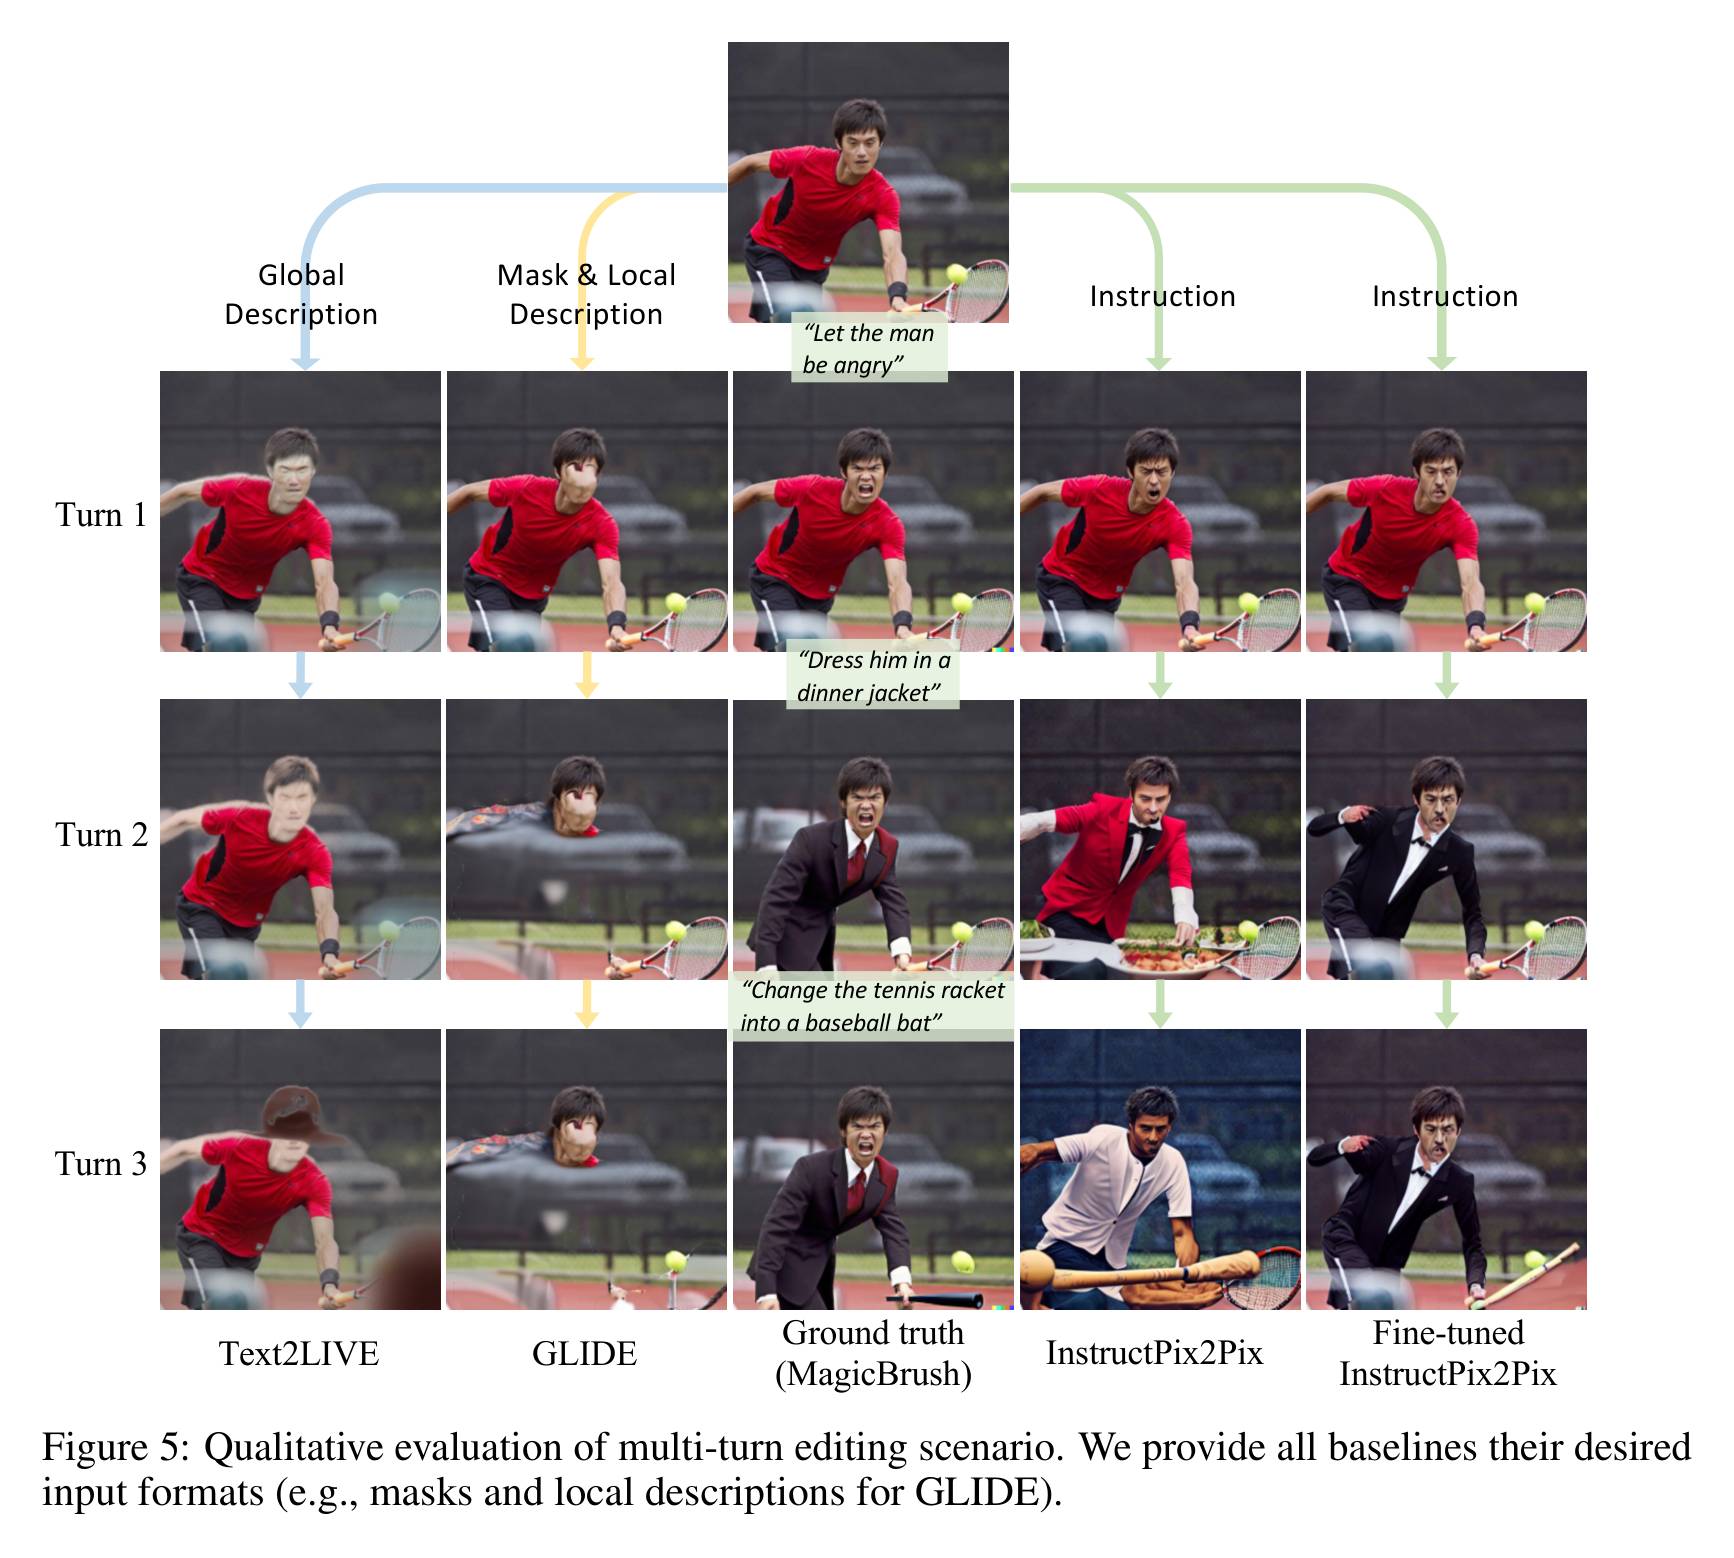 Global
Description
Mask & Local
Description
Instruction
Instruction
“Let the man
be angry”
Turn 1
“Dress him in a
dinner jacket”
Turn 2
“Change the tennis racket
into a baseball bat”
Turn 3
Text2LIVE
GLIDE
Ground truth
(MagicBrush)
InstructPix2Pix
Fine-tuned
InstructPix2Pix
Figure 5: Qualitative evaluation of multi-turn editing scenario. We provide all baselines their desired
input formats (e.g., masks and local descriptions for GLIDE).